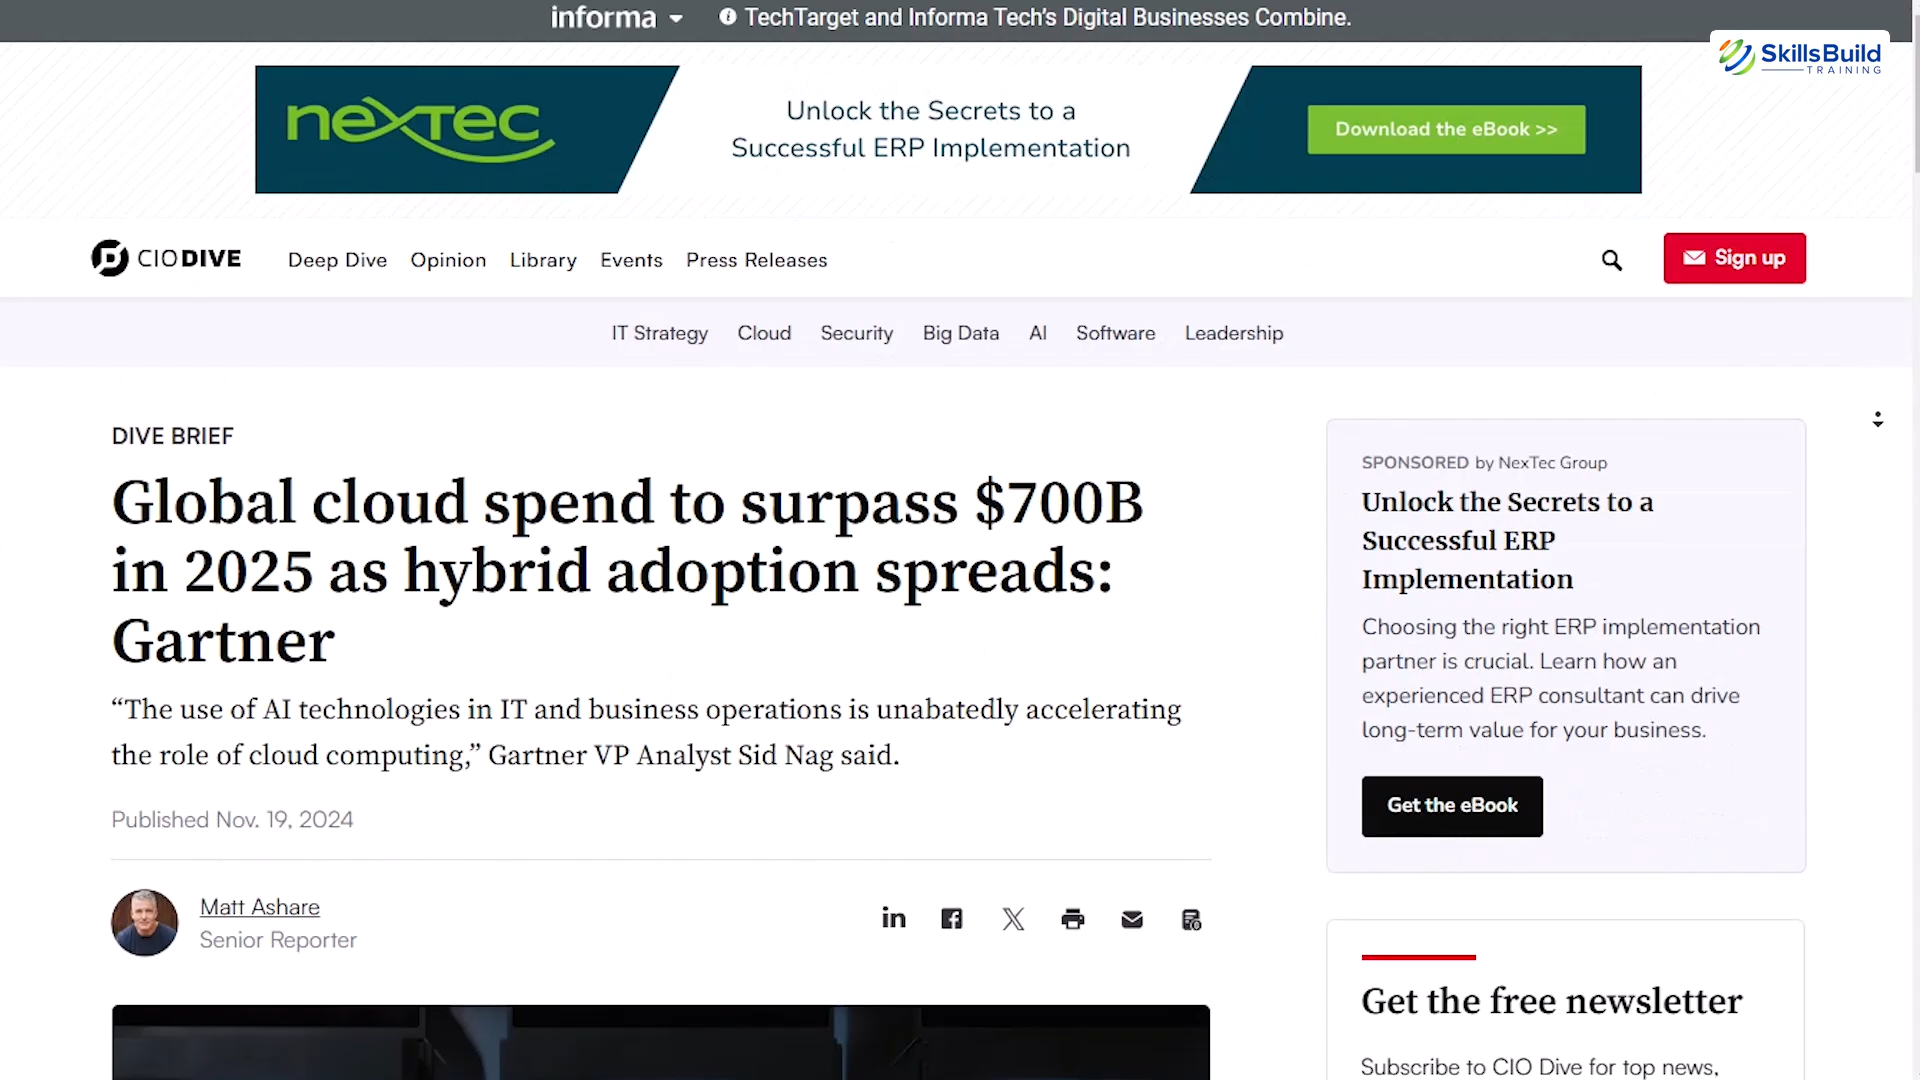 informa
TechTarget and Informa Tech's Digital Businesses Combine.
SkillsBuild
TRAINING
nexTec
Unlock the Secrets to a
Successful ERP Implementation
Download the eBook >>
CIODIVE
Deep Dive
Opinion
Library
Events
Press Releases
Sign up
IT Strategy
Cloud
Security
Big Data
AI
Software
Leadership
DIVE BRIEF
Global cloud spend to surpass $700B
in 2025 as hybrid adoption spreads:
Gartner
“The use of AI technologies in IT and business operations is unabatedly accelerating
the role of cloud computing,” Gartner VP Analyst Sid Nag said.
Published Nov. 19, 2024
Matt Ashare
Senior Reporter
SPONSORED by NexTec Group
Unlock the Secrets to a
Successful ERP
Implementation
Choosing the right ERP implementation
partner is crucial. Learn how an
experienced ERP consultant can drive
long-term value for your business.
Get the eBook
Get the free newsletter
Subscribe to CIO Dive for top news,